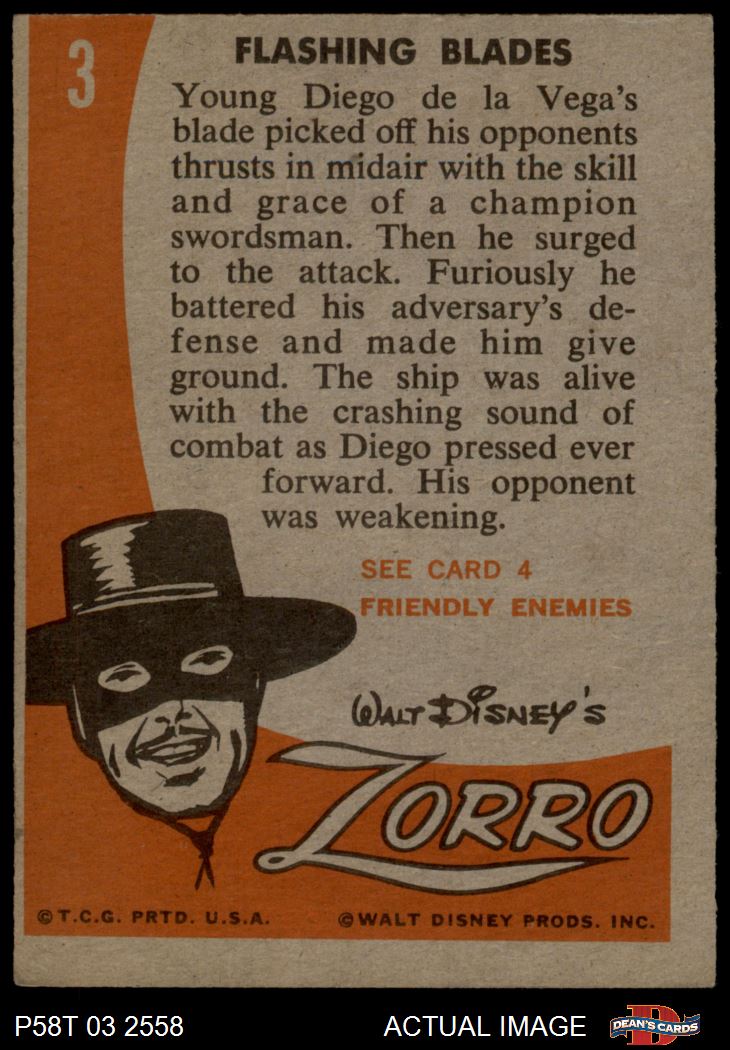 3
FLASHING BLADES
Young Diego de la Vega's
blade picked off his opponents
thrusts in midair with the skill
and grace of a champion
swordsman. Then he surged
to the attack. Furiously he
battered his adversary's de-
fense and made him give
ground. The ship was alive
with the crashing sound of
combat as Diego pressed ever
forward. His opponent
was weakening.
SEE CARD 4
FRIENDLY ENEMIES
WALT DISNEY'S
ZORRO
©T.C.G. PRTD. U.S.A. ©WALT DISNEY PRODS. INC.
P58T 03 2558 ACTUAL IMAGE D DEAN'S CARDS